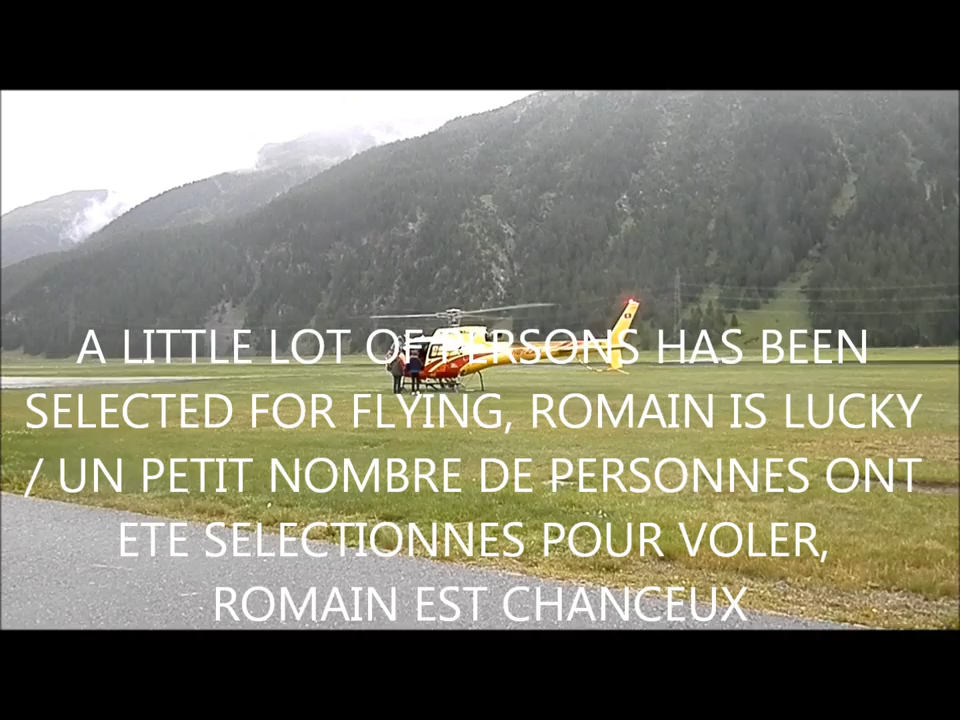 A LITTLE LOT OF PERSONS HAS BEEN
SELECTED FOR FLYING, ROMAIN IS LUCKY
/ UN PETIT NOMBRE DE PERSONNES ONT
ETE SELECTIONNES POUR VOLER,
ROMAIN EST CHANCEUX